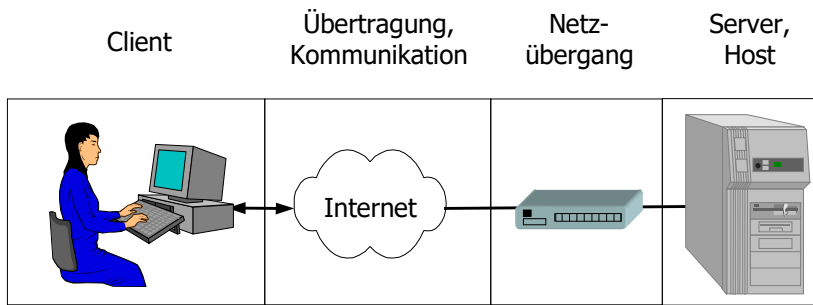 Client
Übertragung,
Kommunikation
Netz-
übergang
Server,
Host
Internet